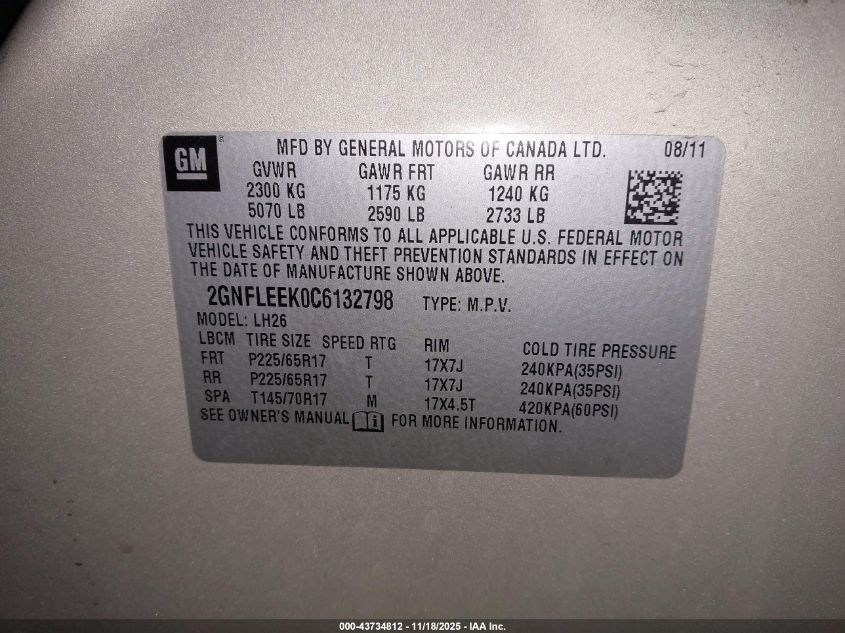 GM
MFD BY GENERAL MOTORS OF CANADA LTD. 08/11
GVWR GAWR FRT GAWR RR
2300 KG 1175 KG 1240 KG
5070 LB 2590 LB 2733 LB
THIS VEHICLE CONFORMS TO ALL APPLICABLE U.S. FEDERAL MOTOR
VEHICLE SAFETY AND THEFT PREVENTION STANDARDS IN EFFECT ON
THE DATE OF MANUFACTURE SHOWN ABOVE.
2GNFLEEK0C6132798 TYPE: M.P.V.
MODEL: LH26
LBCM TIRE SIZE SPEED RTG RIM COLD TIRE PRESSURE
FRT P225/65R17 T 17X7J 240KPA(35PSI)
RR P225/65R17 T 17X7J 240KPA(35PSI)
SPA T145/70R17 M 17X4.5T 420KPA(60PSI)
SEE OWNER'S MANUAL FOR MORE INFORMATION.
000-43734812 - 11/18/2025 - IAA Inc.